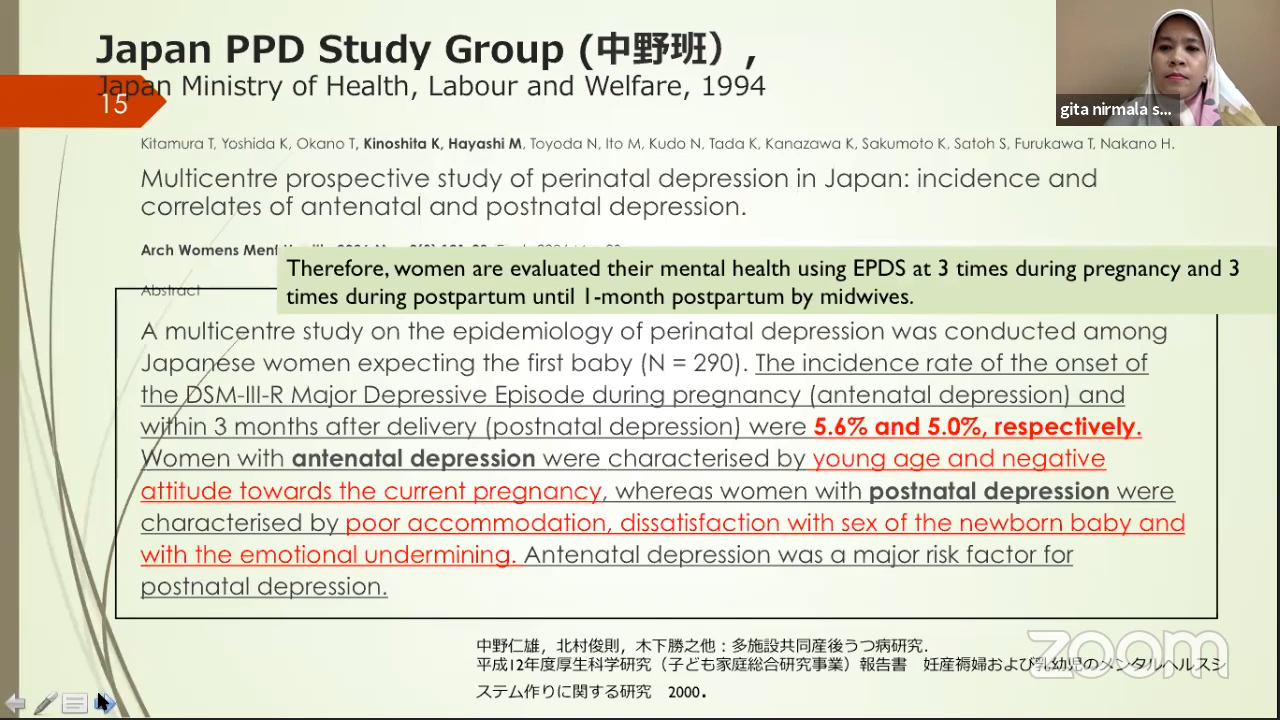 Japan PPD Study Group (中野班）,
Japan Ministry of Health, Labour and Welfare, 1994
15
gita nirmala s...
Kitamura T, Yoshida K, Okano T, Kinoshita K, Hayashi M, Toyoda N, Ito M, Kudo N, Tada K, Kanazawa K, Sakumoto K, Satoh S, Furukawa T, Nakano H.
Multicentre prospective study of perinatal depression in Japan: incidence and
correlates of antenatal and postnatal depression.
Arch Womens Ment
Therefore, women are evaluated their mental health using EPDS at 3 times during pregnancy and 3
times during postpartum until 1-month postpartum by midwives.
Abstract
A multicentre study on the epidemiology of perinatal depression was conducted among
Japanese women expecting the first baby (N = 290). The incidence rate of the onset of
the DSM-III-R Major Depressive Episode during pregnancy (antenatal depression) and
within 3 months after delivery (postnatal depression) were 5.6% and 5.0%, respectively.
Women with antenatal depression were characterised by young age and negative
attitude towards the current pregnancy, whereas women with postnatal depression were
characterised by poor accommodation, dissatisfaction with sex of the newborn baby and
with the emotional undermining. Antenatal depression was a major risk factor for
postnatal depression.
中野仁雄，北村俊則，木下勝之他：多施設共同産後うつ病研究.
平成12年度厚生科学研究（子ども家庭総合研究事業）報告書　妊産褥婦および乳幼児のメンタルヘルスシ
ステム作りに関する研究　2000.
zoom